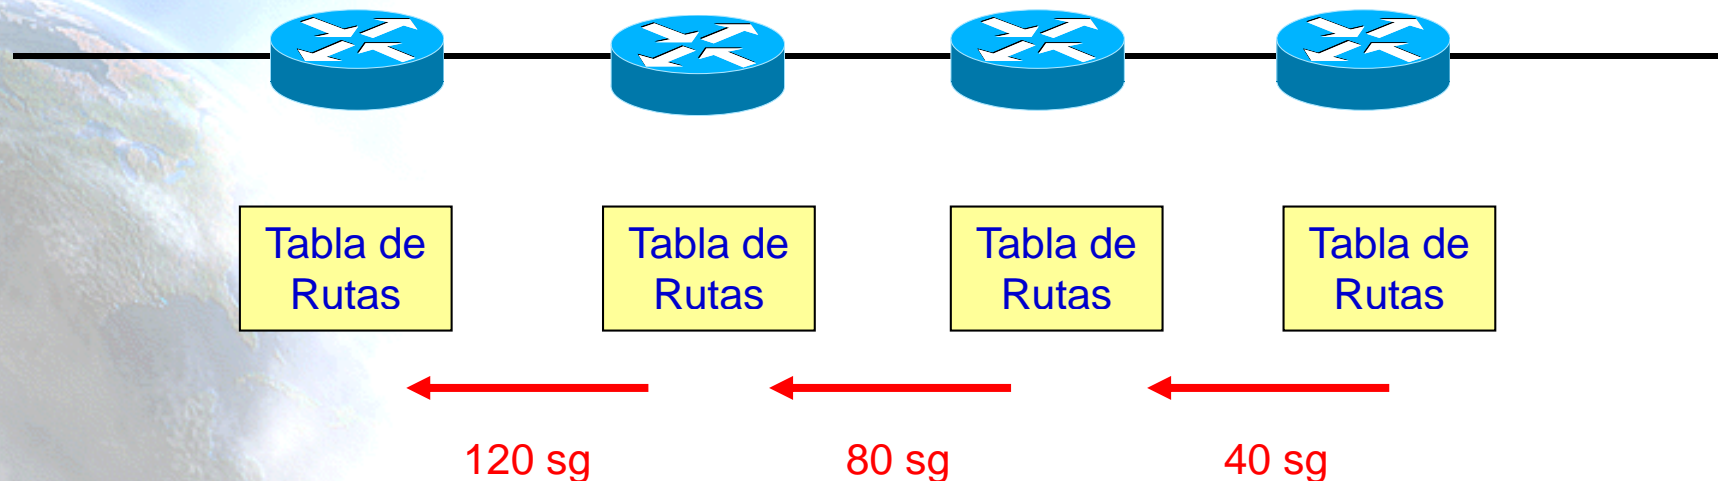 Tabla de
Rutas
Tabla de
Rutas
Tabla de
Rutas
Tabla de
Rutas
120 sg
80 sg
40 sg